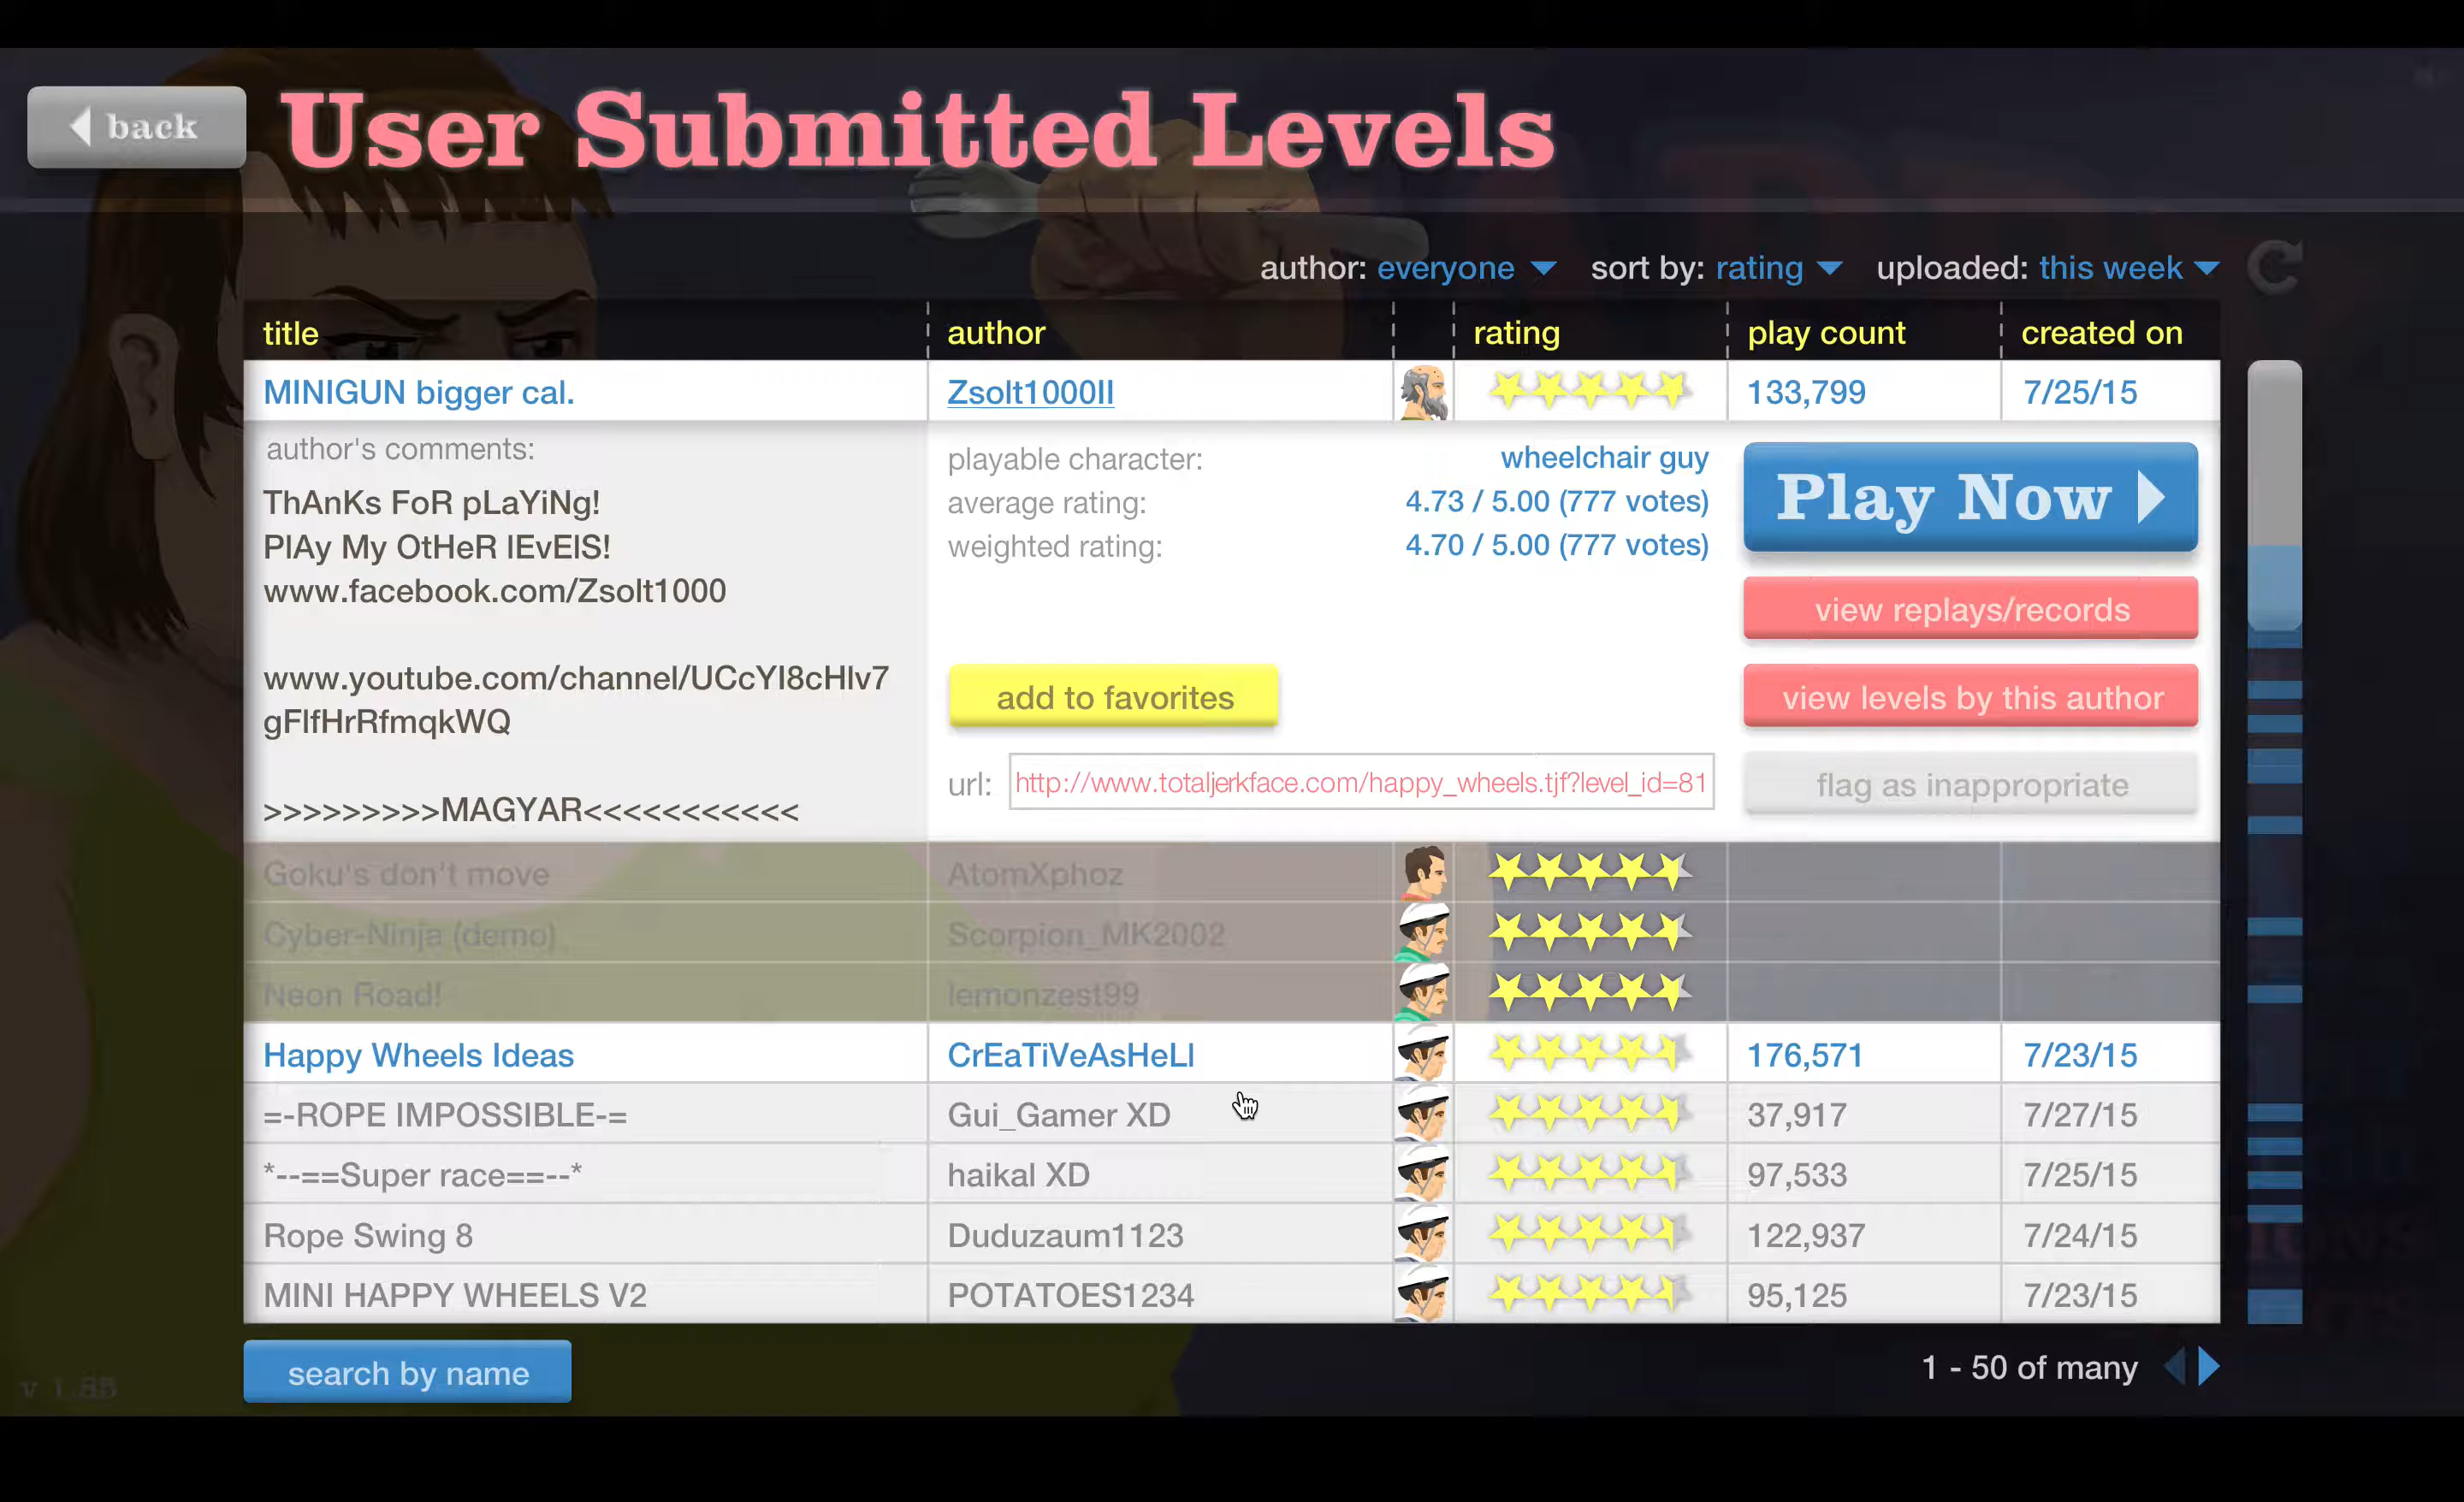 back
User Submitted Levels
author: everyone sort by: rating uploaded: this week
title author rating play count created on
MINIGUN bigger cal. Zsolt1000II 133,799 7/25/15
author's comments:
ThAnKs FoR pLaYiNg!
PlAy My OtHeR lEvElS!
www.facebook.com/Zsolt1000
www.youtube.com/channel/UCcYI8cHIv7
gFIfHrRfmqkWQ
>>>>>>>>>MAGYAR<<<<<<<<<<<
playable character: wheelchair guy
average rating: 4.73 / 5.00 (777 votes)
weighted rating: 4.70 / 5.00 (777 votes)
add to favorites
url: http://www.totaljerkface.com/happy_wheels.tjf?level_id=81
Play Now
view replays/records
view levels by this author
flag as inappropriate
Goku's don't move AtomXphoz
Cyber-Ninja (demo) Scorpion_MK2002
Neon Road! lemonzest99
Happy Wheels Ideas CrEaTiVeAsHeLl 176,571 7/23/15
=-ROPE IMPOSSIBLE-= Gui_Gamer XD 37,917 7/27/15
*--==Super race==--* haikal XD 97,533 7/25/15
Rope Swing 8 Duduzaum1123 122,937 7/24/15
MINI HAPPY WHEELS V2 POTATOES1234 95,125 7/23/15
search by name
1 - 50 of many